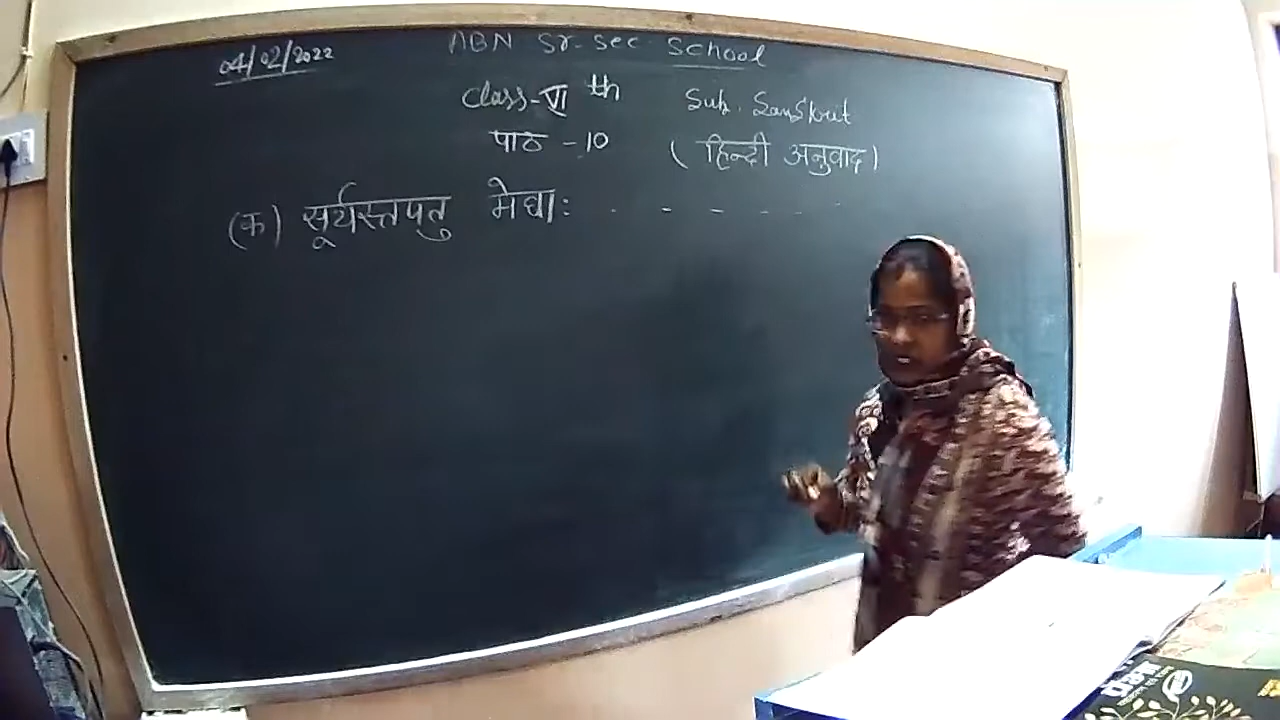 04/02/2022
ABN Sr. Sec School
Class-VI th Sub. Sanskrit
पाठ - 10 (हिन्दी अनुवाद)
(क) सूर्यस्तपतु मेघाः . - - - - -